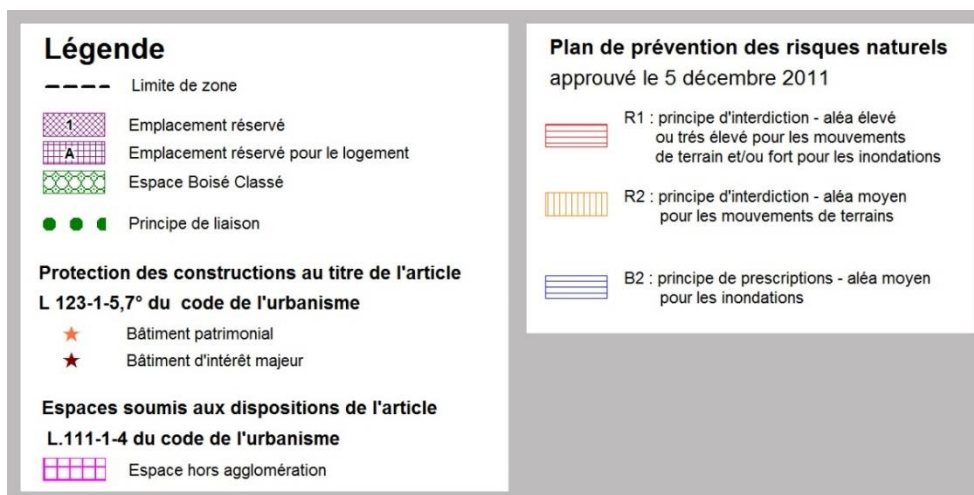 Légende
Limite de zone
1
Emplacement réservé
A
Emplacement réservé pour le logement
Espace Boisé Classé
Principe de liaison
Protection des constructions au titre de l'article
L 123-1-5,7° du code de l'urbanisme
Bâtiment patrimonial
Bâtiment d'intérêt majeur
Espaces soumis aux dispositions de l'article
L.111-1-4 du code de l'urbanisme
Espace hors agglomération
Plan de prévention des risques naturels
approuvé le 5 décembre 2011
R1 : principe d'interdiction - aléa élevé
ou trés élevé pour les mouvements
de terrain et/ou fort pour les inondations
R2 : principe d'interdiction - aléa moyen
pour les mouvements de terrains
B2 : principe de prescriptions - aléa moyen
pour les inondations